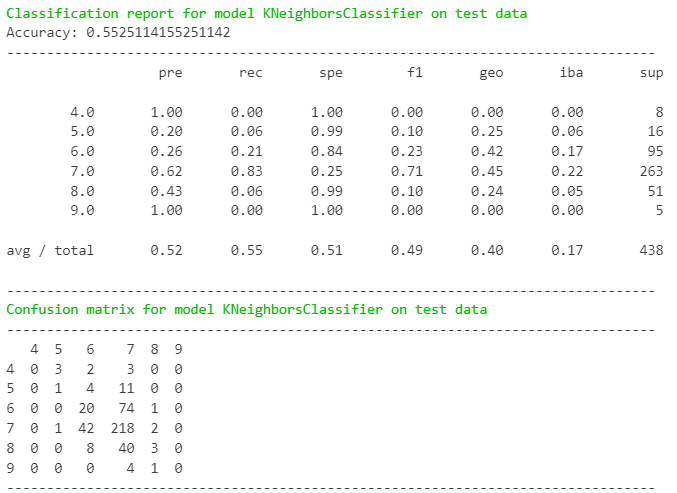 Classification report for model KNeighborsClassifier on test data
Accuracy: 0.5525114155251142
-------------------------------------------------------------------------------
pre rec spe f1 geo iba sup
4.0 1.00 0.00 1.00 0.00 0.00 0.00 8
5.0 0.20 0.06 0.99 0.10 0.25 0.06 16
6.0 0.26 0.21 0.84 0.23 0.42 0.17 95
7.0 0.62 0.83 0.25 0.71 0.45 0.22 263
8.0 0.43 0.06 0.99 0.10 0.24 0.05 51
9.0 1.00 0.00 1.00 0.00 0.00 0.00 5
avg / total 0.52 0.55 0.51 0.49 0.40 0.17 438
-------------------------------------------------------------------------------
Confusion matrix for model KNeighborsClassifier on test data
-------------------------------------------------------------------------------
4 5 6 7 8 9
4 0 3 2 3 0 0
5 0 1 4 11 0 0
6 0 0 20 74 1 0
7 0 1 42 218 2 0
8 0 0 8 40 3 0
9 0 0 0 4 1 0
-------------------------------------------------------------------------------